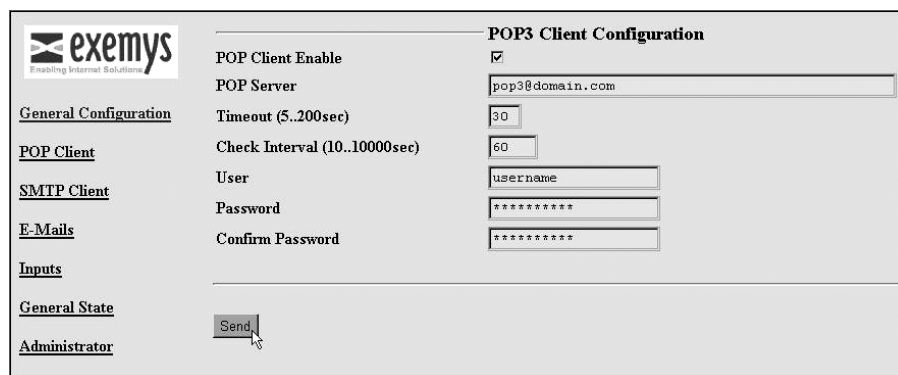 exemys
Enabling Internet Solutions
General Configuration
POP Client
SMTP Client
E-Mails
Inputs
General State
Administrator
POP3 Client Configuration
POP Client Enable
POP Server pop3@domain.com
Timeout (5..200sec) 30
Check Interval (10..10000sec) 60
User username
Password **********
Confirm Password **********
Send